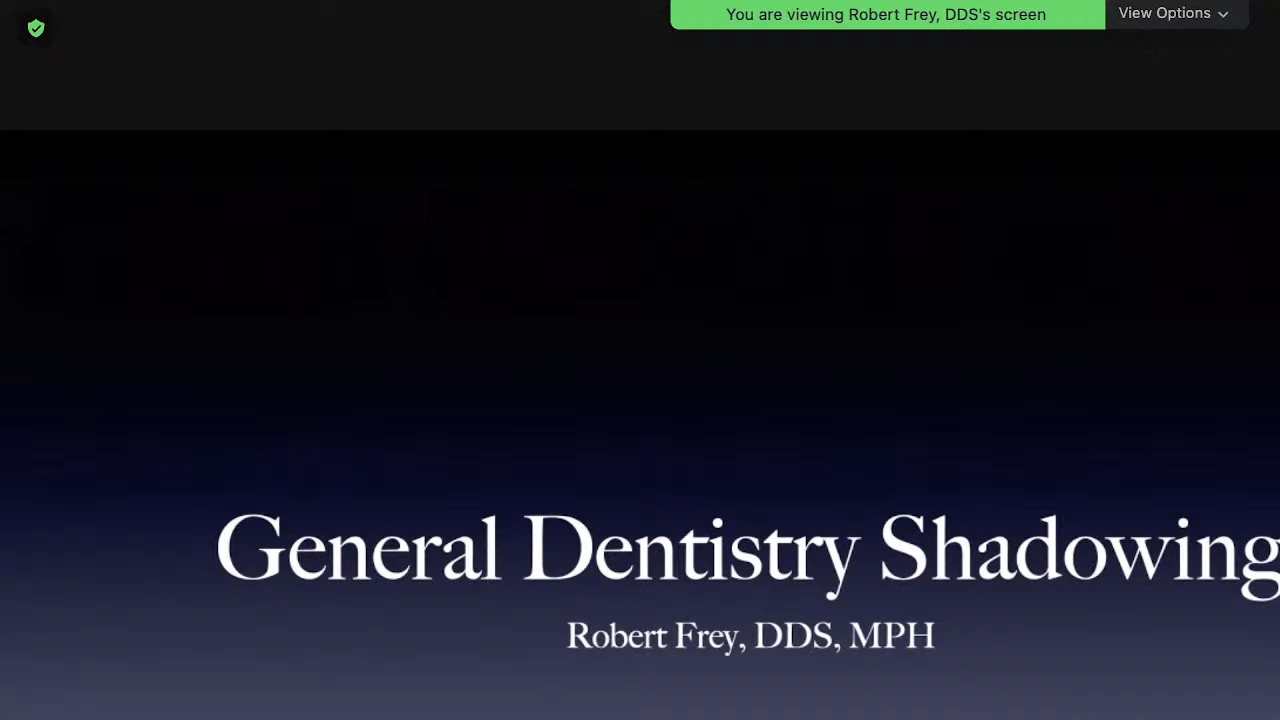 You are viewing Robert Frey, DDS's screen
View Options
General Dentistry Shadowing
Robert Frey, DDS, MPH